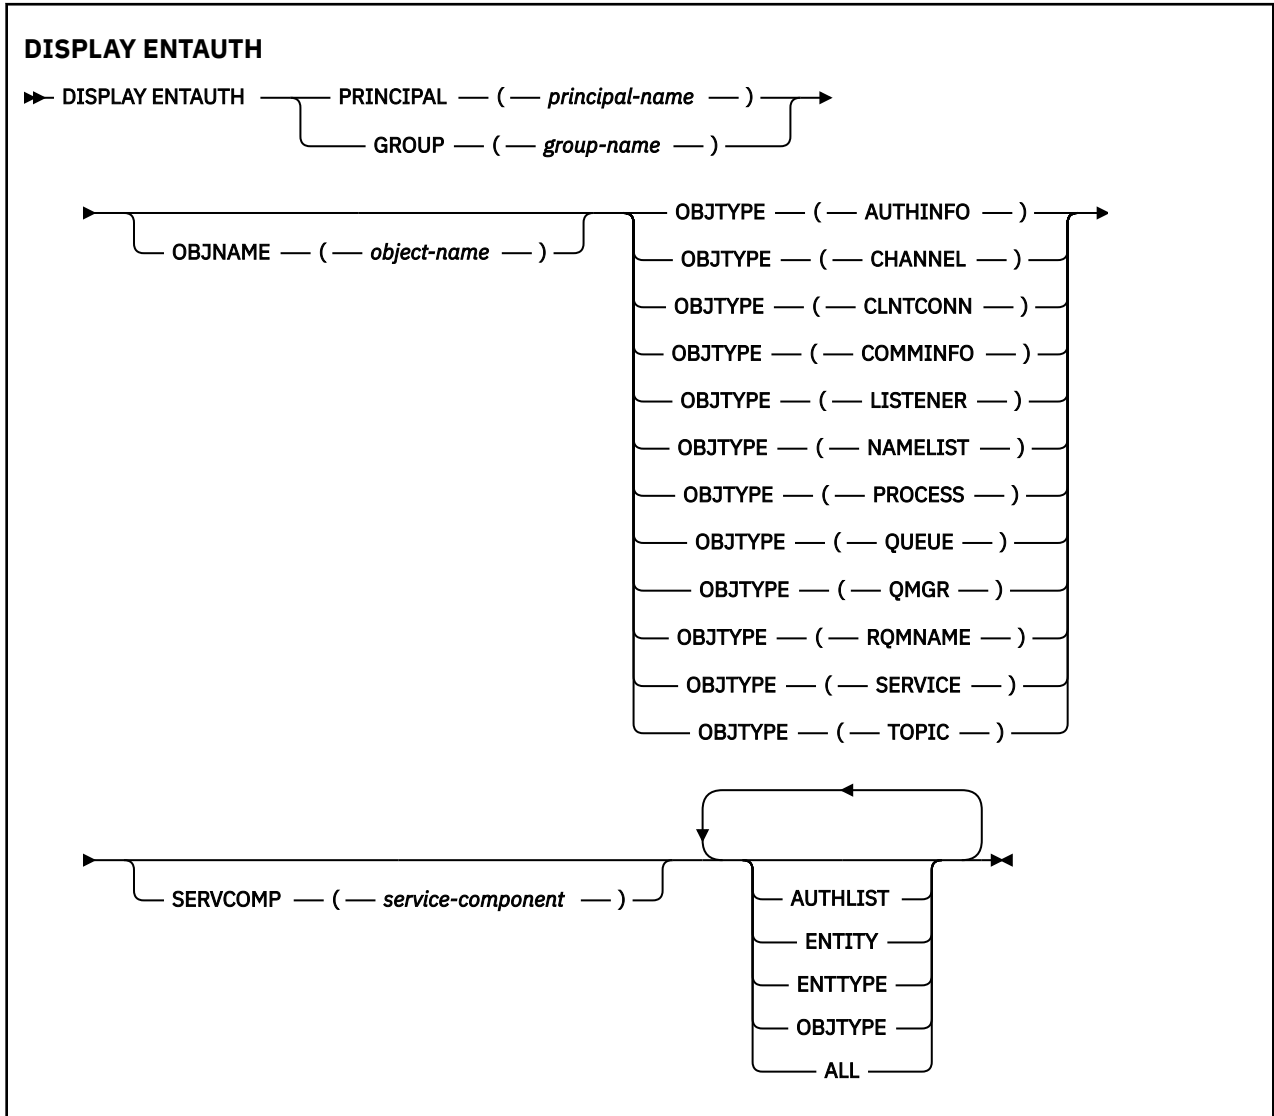 DISPLAY ENTAUTH
DISPLAY ENTAUTH PRINCIPAL ( principal-name )
GROUP ( group-name )
OBJTYPE ( AUTHINFO )
OBJNAME ( object-name )
OBJTYPE ( CHANNEL )
OBJTYPE ( CLNTCONN )
OBJTYPE ( COMMINFO )
OBJTYPE ( LISTENER )
OBJTYPE ( NAMELIST )
OBJTYPE ( PROCESS )
OBJTYPE ( QUEUE )
OBJTYPE ( QMGR )
OBJTYPE ( RQMNAME )
OBJTYPE ( SERVICE )
OBJTYPE ( TOPIC )
SERVCOMP ( service-component )
AUTHLIST
ENTITY
ENTTYPE
OBJTYPE
ALL